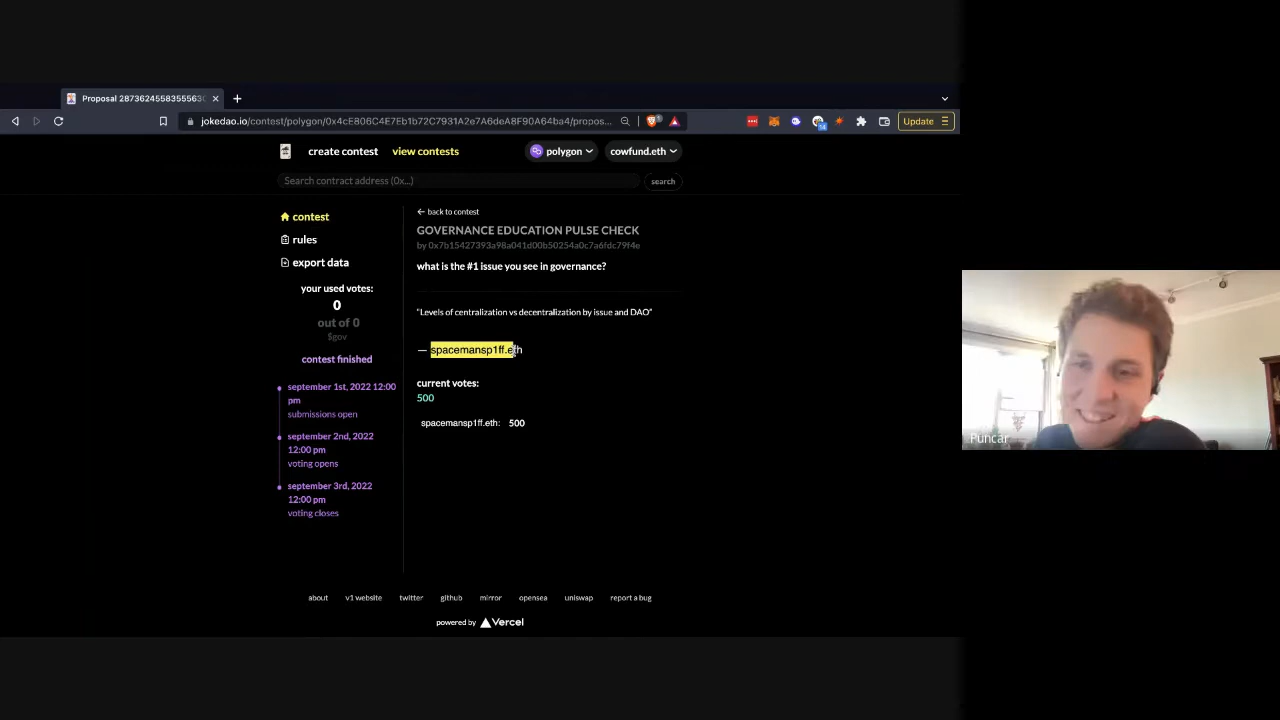 Proposal 28736245583555630
jokedao.io/contest/polygon/0x4cE806C4E7Eb1b72C7931A2e7A6deA8F90A64ba4/propos...
Update
create contest
view contests
polygon
cowfund.eth
Search contract address (0x...)
search
contest
rules
export data
your used votes:
0
out of 0
$gov
contest finished
september 1st, 2022 12:00
pm
submissions open
september 2nd, 2022
12:00 pm
voting opens
september 3rd, 2022
12:00 pm
voting closes
← back to contest
GOVERNANCE EDUCATION PULSE CHECK
by 0x7b15427393a98a041d00b50254a0c7a6fdc79f4e
what is the #1 issue you see in governance?
“Levels of centralization vs decentralization by issue and DAO”
— spacemansp1ff.eth
current votes:
500
spacemansp1ff.eth: 500
about v1 website twitter github mirror opensea uniswap report a bug
powered by Vercel
Puncar